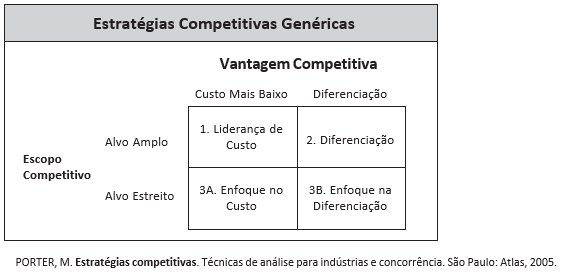 Estratégias Competitivas Genéricas
Vantagem Competitiva
Custo Mais Baixo Diferenciação
Escopo
Competitivo
Alvo Amplo
1. Liderança de
Custo
2. Diferenciação
Alvo Estreito
3A. Enfoque no
Custo
3B. Enfoque na
Diferenciação
PORTER, M. Estratégias competitivas. Técnicas de análise para indústrias e concorrência. São Paulo: Atlas, 2005.